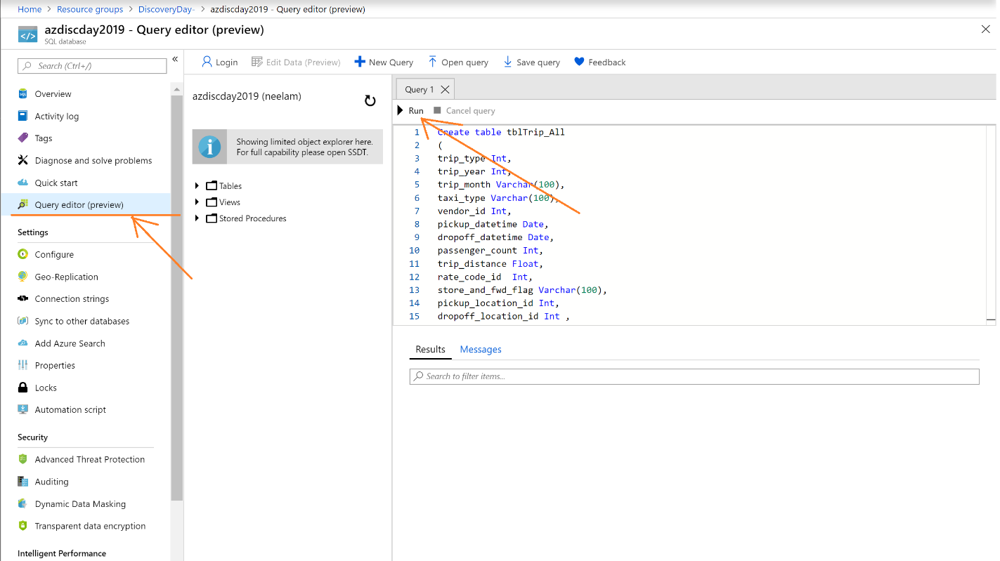 Home > Resource groups > DiscoveryDay- > azdiscday2019 - Query editor (preview)
azdiscday2019 - Query editor (preview)
SQL database
Search (Ctrl+/)
«
Overview
Activity log
Tags
Diagnose and solve problems
Quick start
Query editor (preview)
Settings
Configure
Geo-Replication
Connection strings
Sync to other databases
Add Azure Search
Properties
Locks
Automation script
Security
Advanced Threat Protection
Auditing
Dynamic Data Masking
Transparent data encryption
Intelligent Performance
Login Edit Data (Preview) New Query Open query Save query Feedback
azdiscday2019 (neelam)
Showing limited object explorer here.
For full capability please open SSDT.
Tables
Views
Stored Procedures
Query 1
Run Cancel query
1 Create table tblTrip_All
2 (
3 trip_type Int,
4 trip_year Int,
5 trip_month Varchar(100),
6 taxi_type Varchar(100),
7 vendor_id Int,
8 pickup_datetime Date,
9 dropoff_datetime Date,
10 passenger_count Int,
11 trip_distance Float,
12 rate_code_id  Int,
13 store_and_fwd_flag Varchar(100),
14 pickup_location_id Int,
15 dropoff_location_id Int ,
Results Messages
Search to filter items...